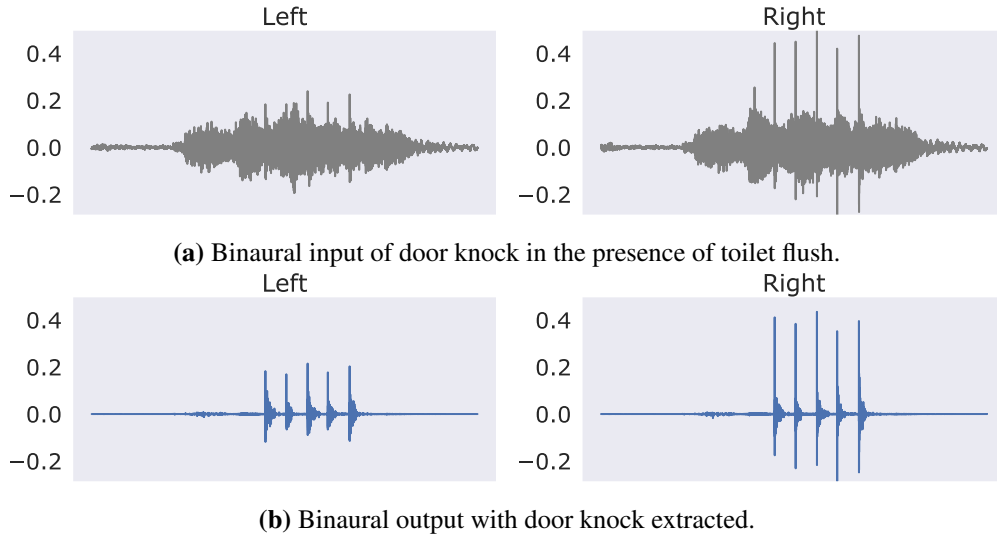 Left Right
0.4 0.4
0.2 0.2
0.0 0.0
−0.2 −0.2
(a) Binaural input of door knock in the presence of toilet flush.
Left Right
0.4 0.4
0.2 0.2
0.0 0.0
−0.2 −0.2
(b) Binaural output with door knock extracted.